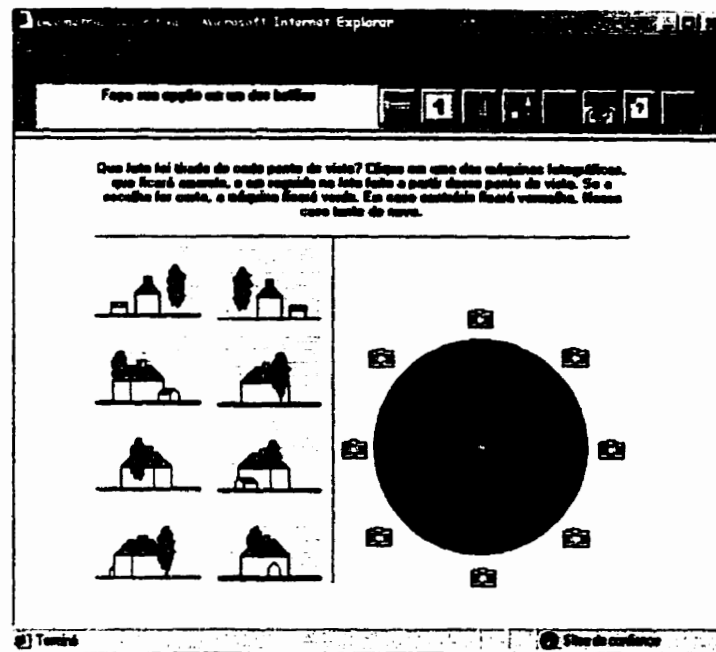 Microsoft Internet Explorer
Faça sua opção em um dos botões
1
?
Que foto foi tirada de cada ponto de vista? Clique em uma das máquinas fotográficas,
que ficará amarela, e em seguida na foto feita a partir desse ponto de vista. Se a
escolha for certa, a máquina ficará verde. Em caso contrário ficará vermelha. Nesse
caso tente de novo.
Terminé
Sitios de confiance